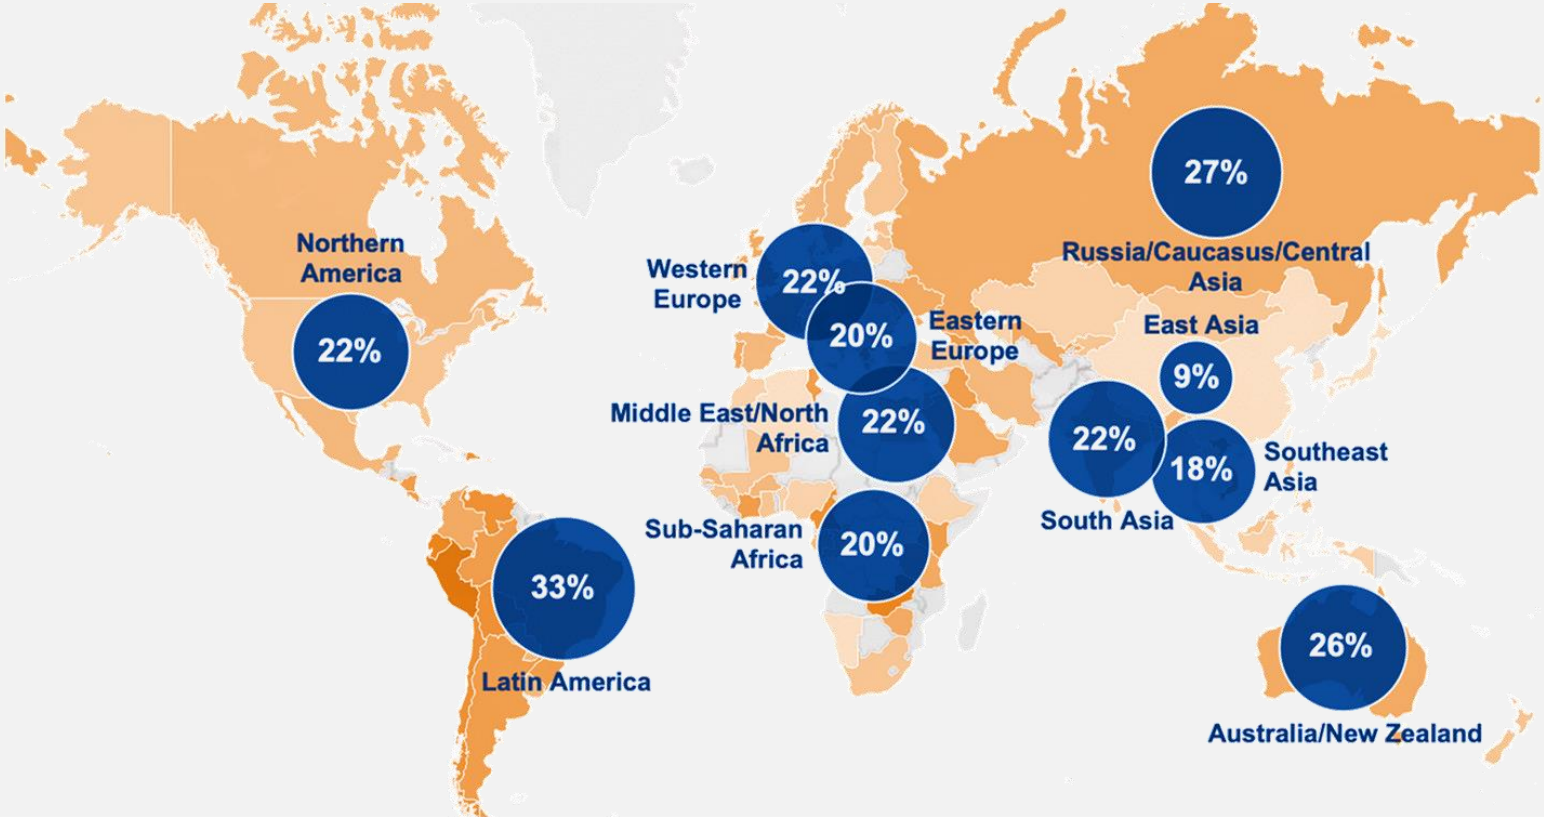 27%
Russia/Caucasus/Central
Asia
Northern
America
22%
Western
Europe
22%
20%
Eastern
Europe
East Asia
9%
Middle East/North
Africa
22%
22%
South Asia
18%
Southeast
Asia
Sub-Saharan
Africa
20%
33%
Latin America
26%
Australia/New Zealand